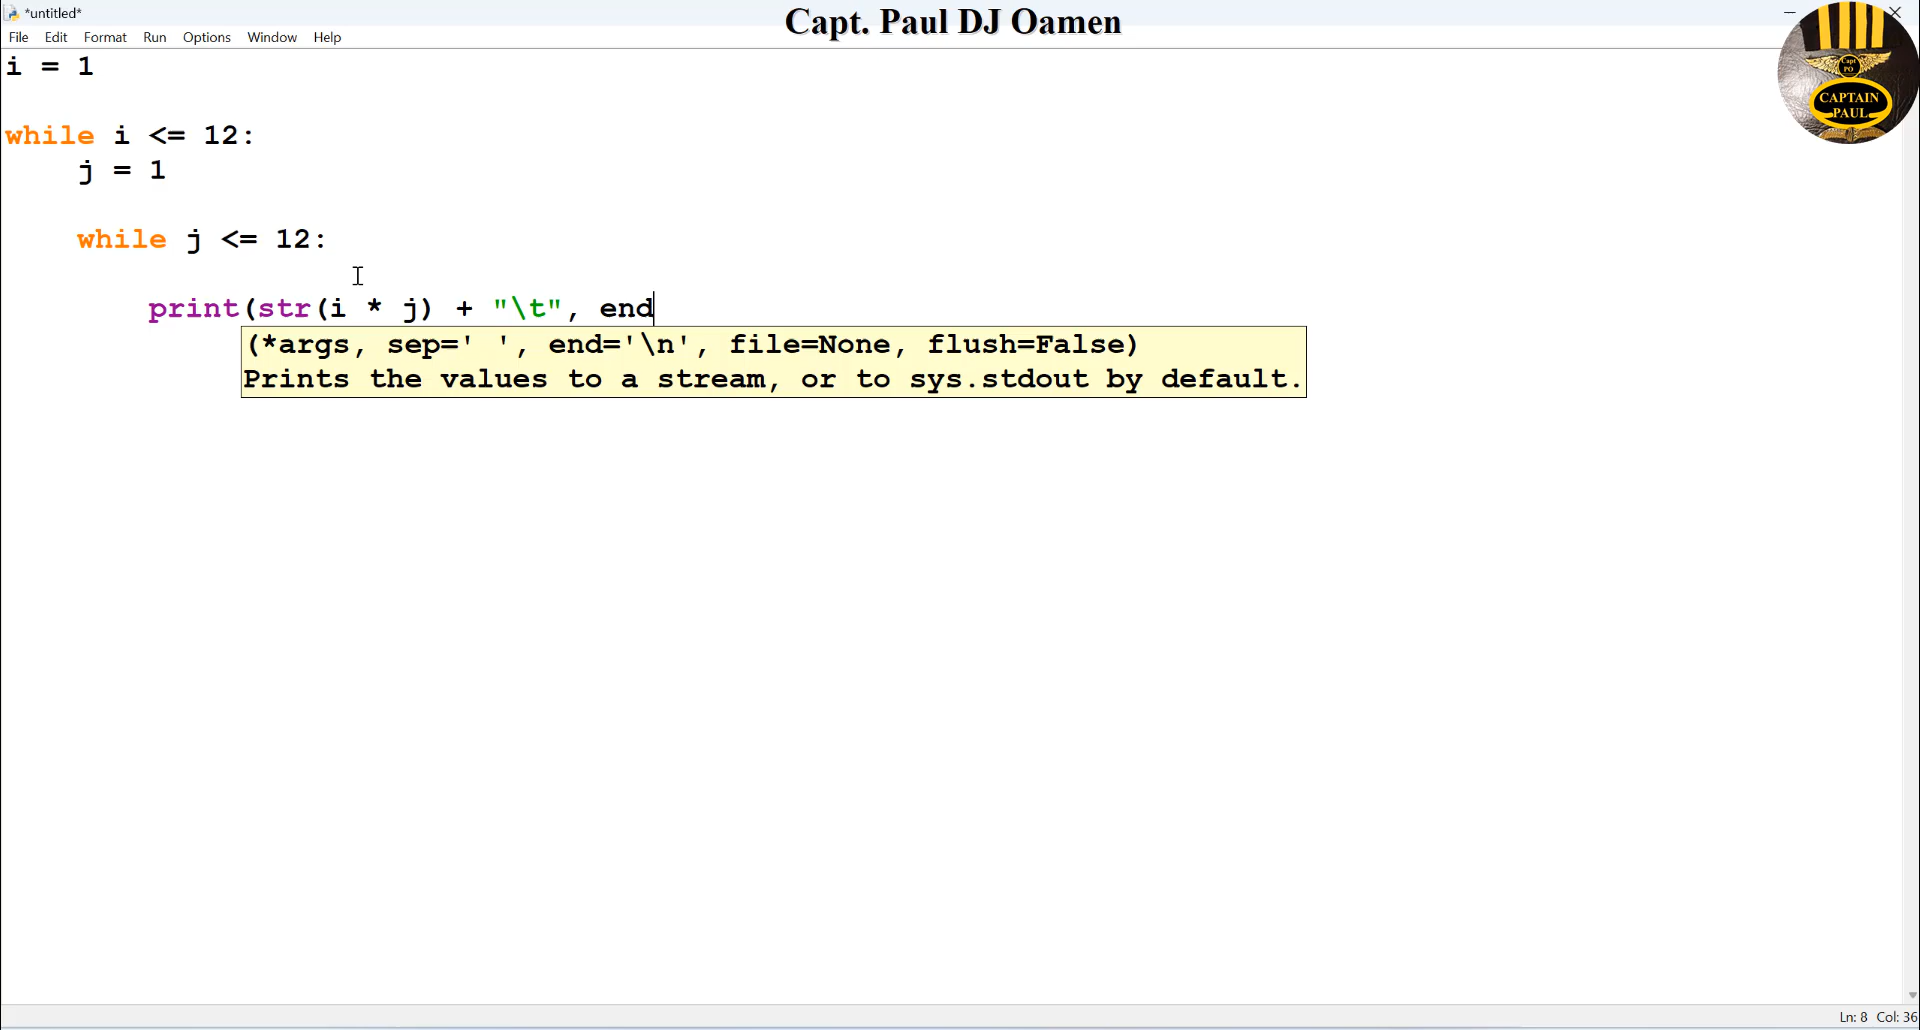 *untitled*
Capt. Paul DJ Oamen
File Edit Format Run Options Window Help
i = 1
while i <= 12:
j = 1
while j <= 12:
print(str(i * j) + "\t", end
(*args, sep=' ', end='\n', file=None, flush=False)
Prints the values to a stream, or to sys.stdout by default.
Capt
PO
CAPTAIN
PAUL
Ln: 8 Col: 36